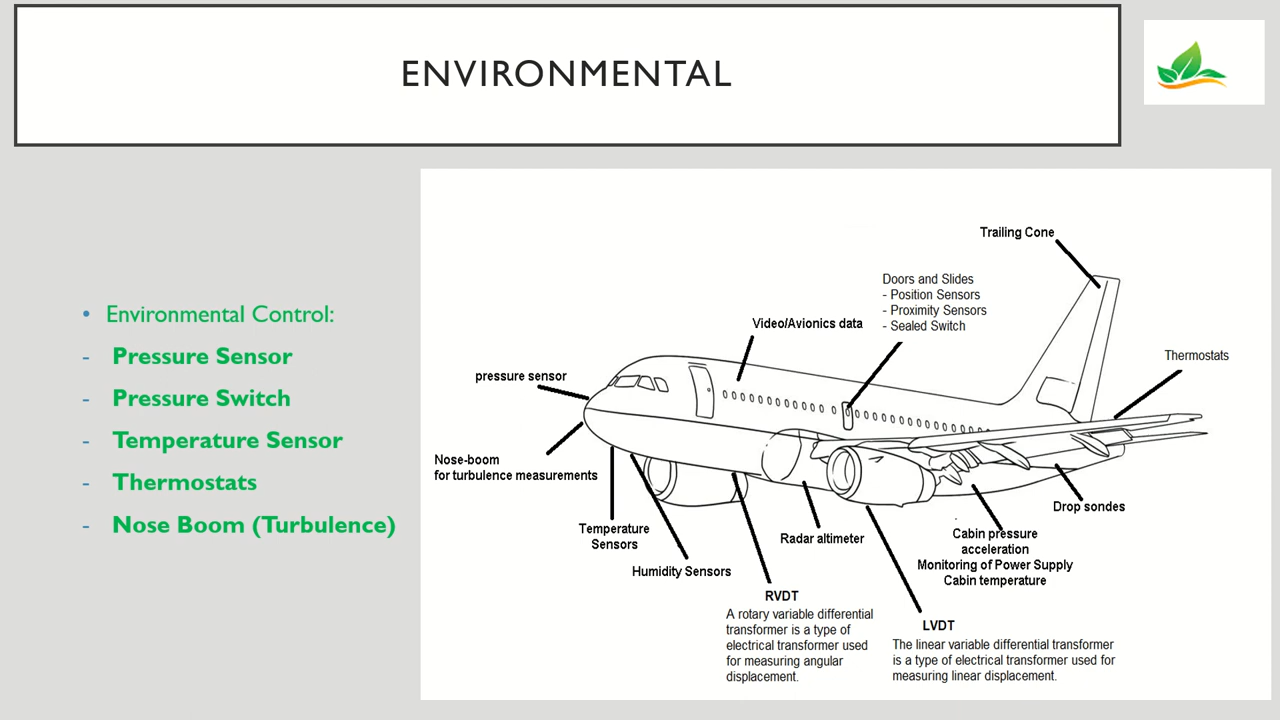 ENVIRONMENTAL
• Environmental Control:
- Pressure Sensor
- Pressure Switch
- Temperature Sensor
- Thermostats
- Nose Boom (Turbulence)
Trailing Cone
Doors and Slides
- Position Sensors
- Proximity Sensors
- Sealed Switch
Video/Avionics data
Thermostats
pressure sensor
Nose-boom
for turbulence measurements
Temperature
Sensors
Humidity Sensors
Radar altimeter
Drop sondes
Cabin pressure
acceleration
Monitoring of Power Supply
Cabin temperature
RVDT
A rotary variable differential
transformer is a type of
electrical transformer used
for measuring angular
displacement.
LVDT
The linear variable differential transformer
is a type of electrical transformer used for
measuring linear displacement.